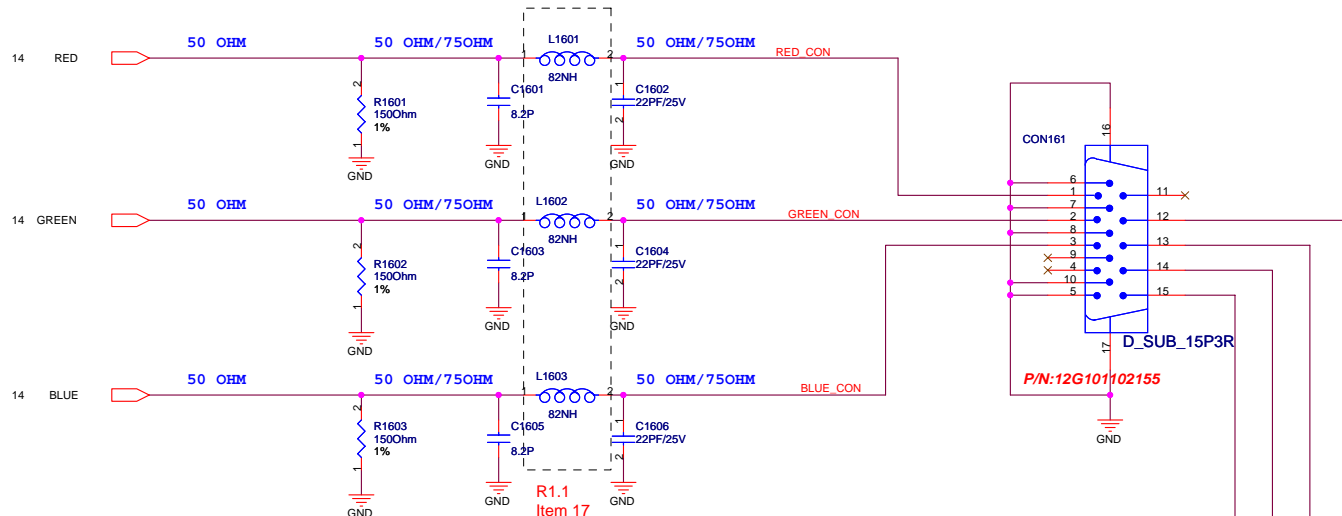 14 RED
50 OHM
50 OHM/75OHM
L1601
1
2
82NH
50 OHM/75OHM
RED_CON
2
R1601
150Ohm
1%
1
GND
C1601
8.2P
GND
1
C1602
22PF/25V
2
GND
14 GREEN
50 OHM
50 OHM/75OHM
L1602
1
2
82NH
50 OHM/75OHM
GREEN_CON
2
R1602
150Ohm
1%
1
GND
C1603
8.2P
GND
1
C1604
22PF/25V
2
GND
14 BLUE
50 OHM
50 OHM/75OHM
L1603
1
2
82NH
50 OHM/75OHM
BLUE_CON
2
R1603
150Ohm
1%
1
GND
C1605
8.2P
GND
1
C1606
22PF/25V
2
GND
R1.1
Item 17
CON161
16
6
1
7
2
8
3
9
4
10
5
11
12
13
14
15
17
D_SUB_15P3R
P/N:12G101102155
GND